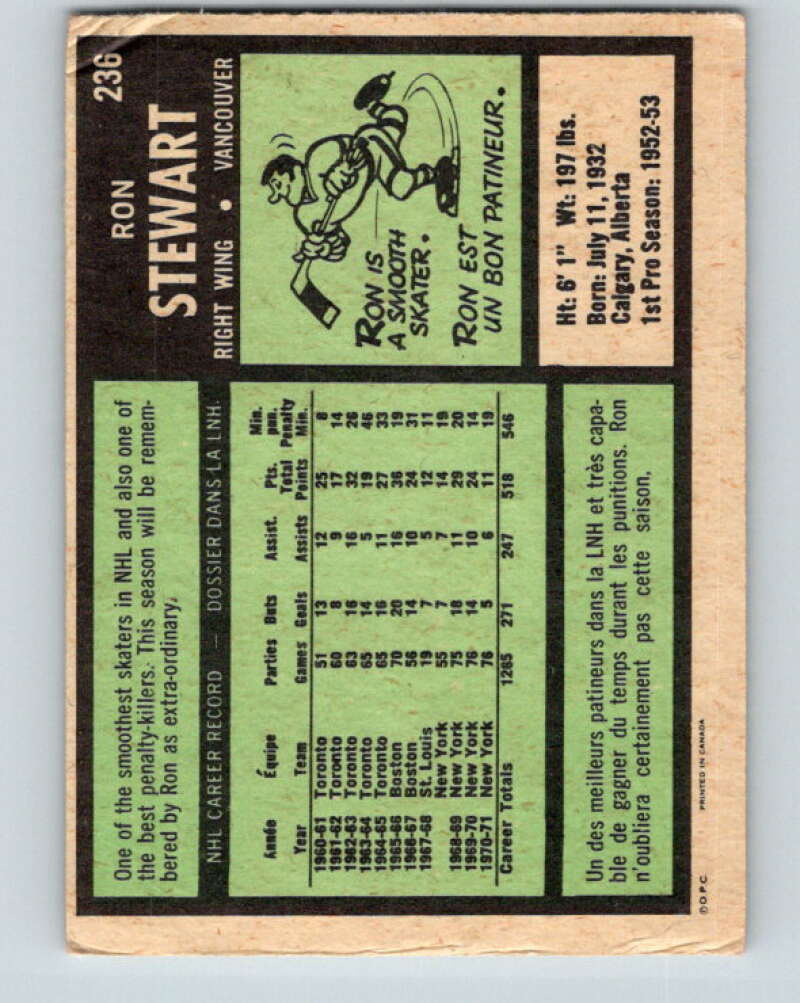 236
RON
STEWART
RIGHT WING • VANCOUVER
One of the smoothest skaters in NHL and also one of
the best penalty-killers. This season will be remem-
bered by Ron as extra-ordinary.
RON IS
A SMOOTH
SKATER.
RON EST
UN BON PATINEUR.
Ht: 6' 1" Wt: 197 lbs.
Born: July 11, 1932
Calgary, Alberta
1st Pro Season: 1952-53
NHL CAREER RECORD — DOSSIER DANS LA LNH.
Année Équipe Parties Buts Assist. Pts. Total Min. pun.
Year Team Games Goals Assists Points Penalty Min.
1960-61 Toronto 51 13 12 25 8
1961-62 Toronto 60 8 9 17 14
1962-63 Toronto 63 16 16 32 26
1963-64 Toronto 65 14 5 19 46
1964-65 Toronto 65 16 11 27 33
1965-66 Boston 70 20 16 36 19
1966-67 Boston 56 14 10 24 31
1967-68 St. Louis 19 7 5 12 11
New York 55 7 7 14 19
1968-69 New York 75 18 11 29 20
1969-70 New York 76 14 10 24 14
1970-71 New York 76 5 6 11 19
Career Totals 1265 271 247 518 546
Un des meilleurs patineurs dans la LNH et très capa-
ble de gagner du temps durant les punitions. Ron
n'oubliera certainement pas cette saison,
©O.P.C. PRINTED IN CANADA